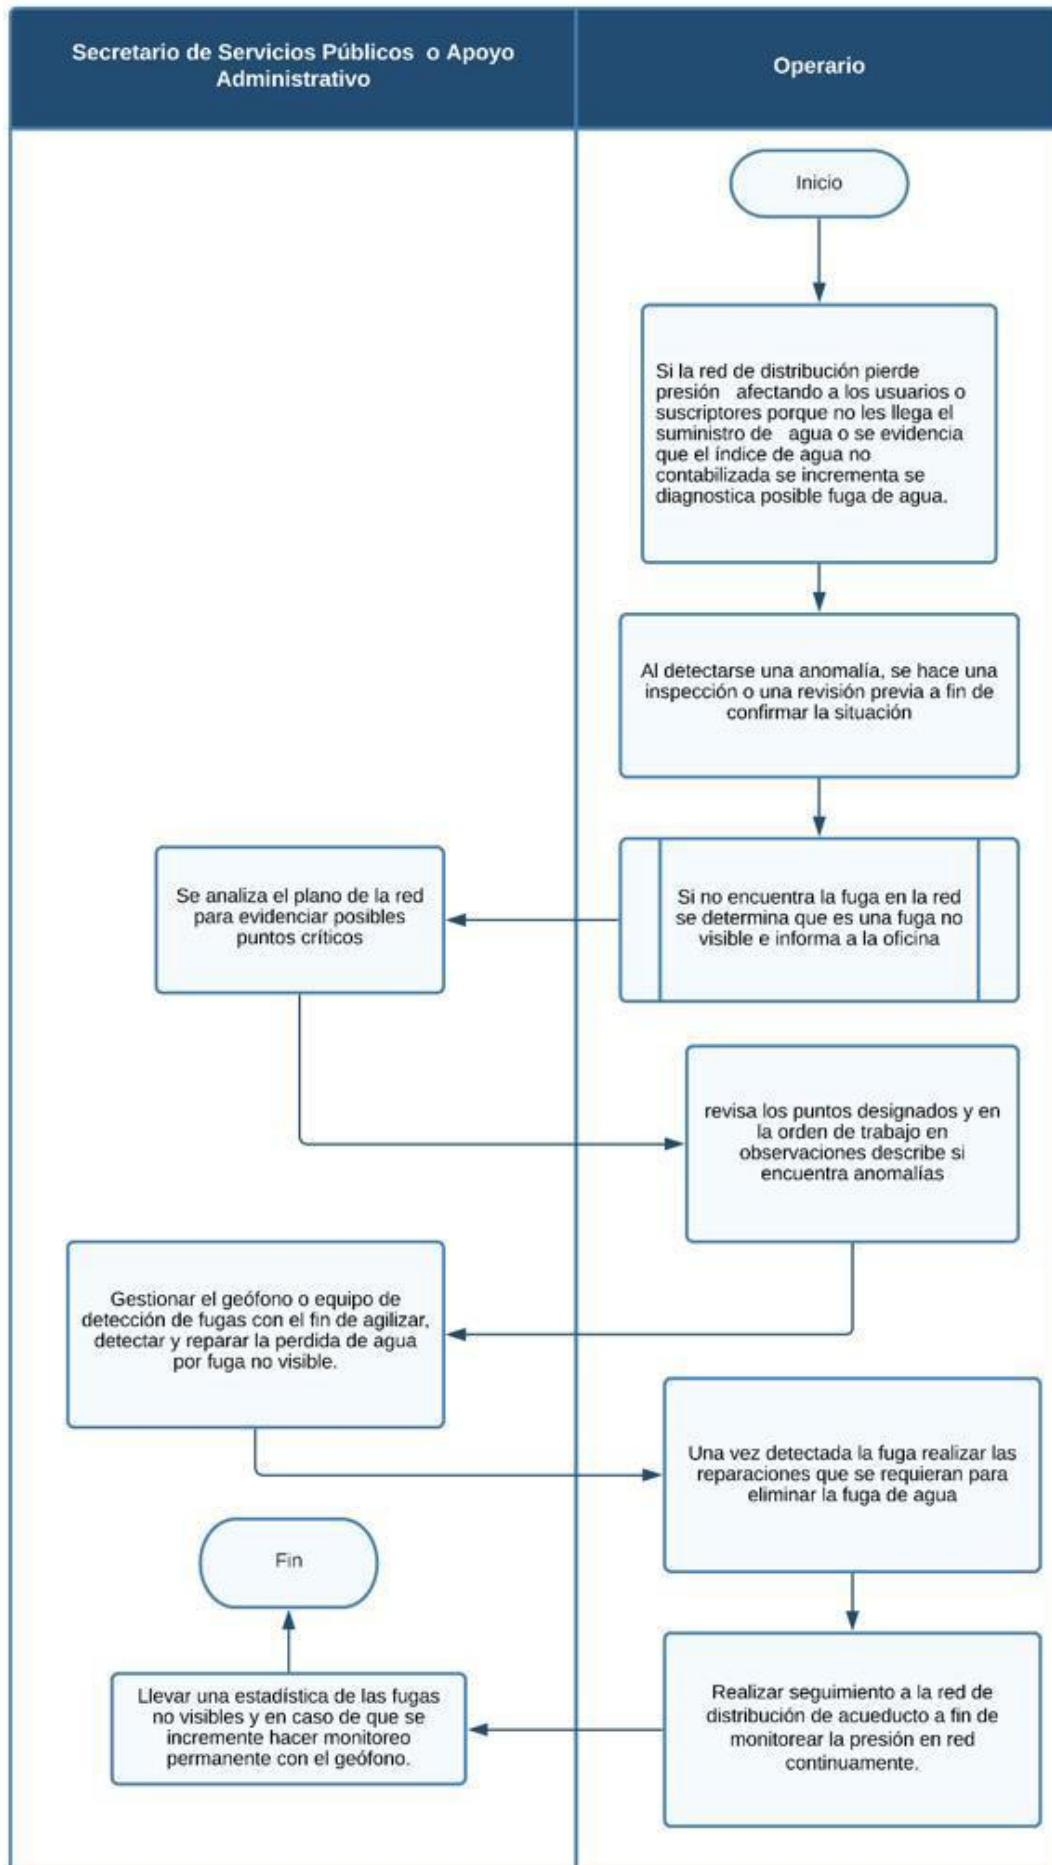 Secretario de Servicios Públicos o Apoyo
Administrativo
Operario
Inicio
Si la red de distribución pierde
presión afectando a los usuarios o
suscriptores porque no les llega el
suministro de agua o se evidencia
que el índice de agua no
contabilizada se incrementa se
diagnostica posible fuga de agua.
Al detectarse una anomalía, se hace una
inspección o una revisión previa a fin de
confirmar la situación
Si no encuentra la fuga en la red
se determina que es una fuga no
visible e informa a la oficina
Se analiza el plano de la red
para evidenciar posibles
puntos críticos
revisa los puntos designados y en
la orden de trabajo en
observaciones describe si
encuentra anomalías
Gestionar el geófono o equipo de
detección de fugas con el fin de agilizar,
detectar y reparar la perdida de agua
por fuga no visible.
Una vez detectada la fuga realizar las
reparaciones que se requieran para
eliminar la fuga de agua
Realizar seguimiento a la red de
distribución de acueducto a fin de
monitorear la presión en red
continuamente.
Llevar una estadística de las fugas
no visibles y en caso de que se
incremente hacer monitoreo
permanente con el geófono.
Fin